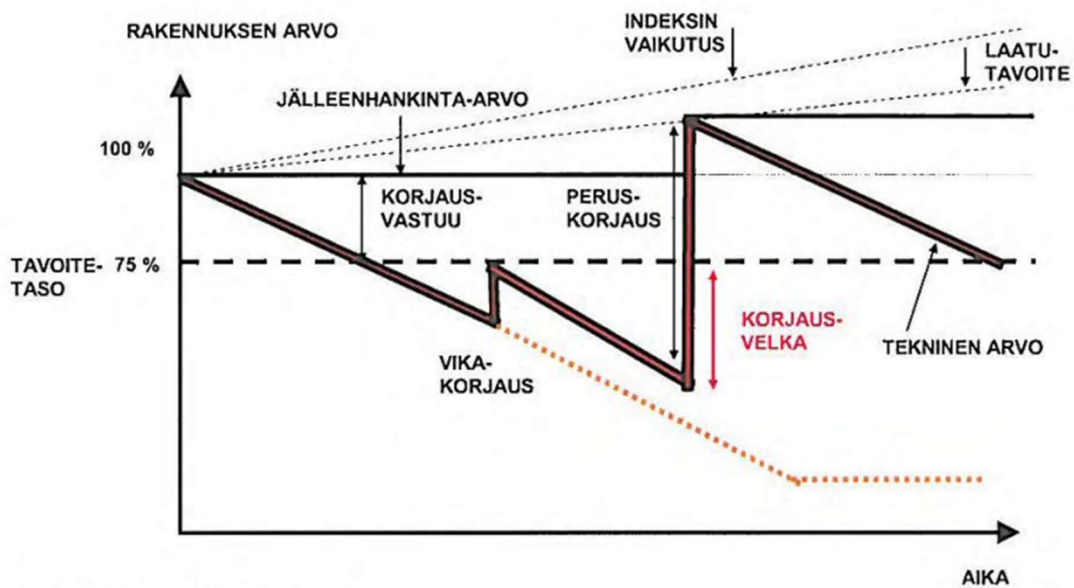 RAKENNUKSEN ARVO
INDEKSIN
VAIKUTUS
LAATU-
TAVOITE
JÄLLEENHANKINTA-ARVO
100 %
KORJAUS-
VASTUU
PERUS-
KORJAUS
TAVOITE- 75 %
TASO
KORJAUS-
VELKA
TEKNINEN ARVO
VIKA-
KORJAUS
AIKA